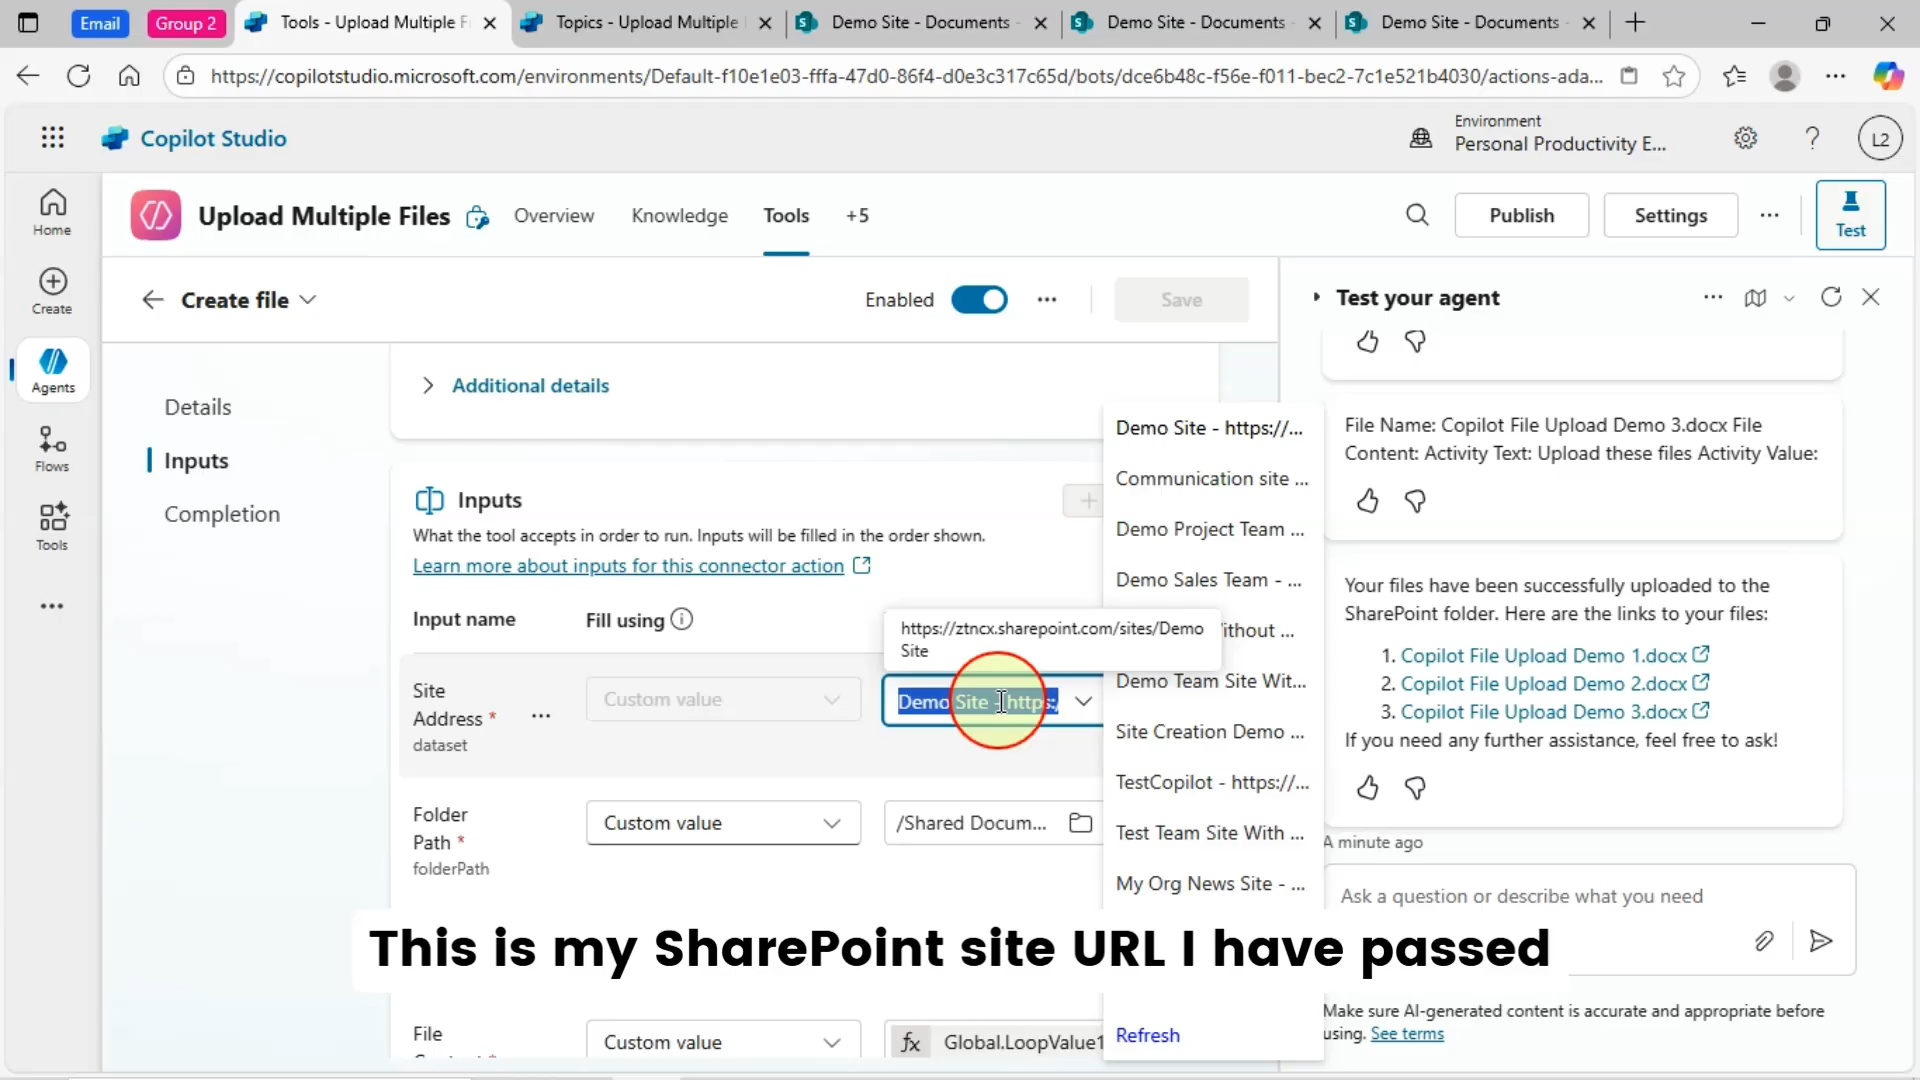 Email
Group 2
Tools - Upload Multiple Fi
Topics - Upload Multiple
Demo Site - Documents
Demo Site - Documents
Demo Site - Documents
https://copilotstudio.microsoft.com/environments/Default-f10e1e03-fffa-47d0-86f4-d0e3c317c65d/bots/dce6b48c-f56e-f011-bec2-7c1e521b4030/actions-ada...
Copilot Studio
Environment
Personal Productivity E...
?
L2
Home
Create
Agents
Flows
Tools
Upload Multiple Files
Overview
Knowledge
Tools
+5
Publish
Settings
Test
Create file
Enabled
Save
Details
Inputs
Completion
Additional details
Inputs
What the tool accepts in order to run. Inputs will be filled in the order shown.
Learn more about inputs for this connector action
Input name
Fill using
https://ztncx.sharepoint.com/sites/Demo
Site
Site
Address *
dataset
Custom value
Demo Site - https:/
Folder
Path *
folderPath
Custom value
/Shared Docum...
File
Custom value
fx
Global.LoopValue1
Demo Site - https://...
Communication site ...
Demo Project Team ...
Demo Sales Team - ...
ithout ...
Demo Team Site Wit...
Site Creation Demo ...
TestCopilot - https://...
Test Team Site With ...
My Org News Site - ...
Refresh
Test your agent
File Name: Copilot File Upload Demo 3.docx File
Content: Activity Text: Upload these files Activity Value:
Your files have been successfully uploaded to the
SharePoint folder. Here are the links to your files:
1. Copilot File Upload Demo 1.docx
2. Copilot File Upload Demo 2.docx
3. Copilot File Upload Demo 3.docx
If you need any further assistance, feel free to ask!
A minute ago
Ask a question or describe what you need
Make sure AI-generated content is accurate and appropriate before
using. See terms
This is my SharePoint site URL I have passed